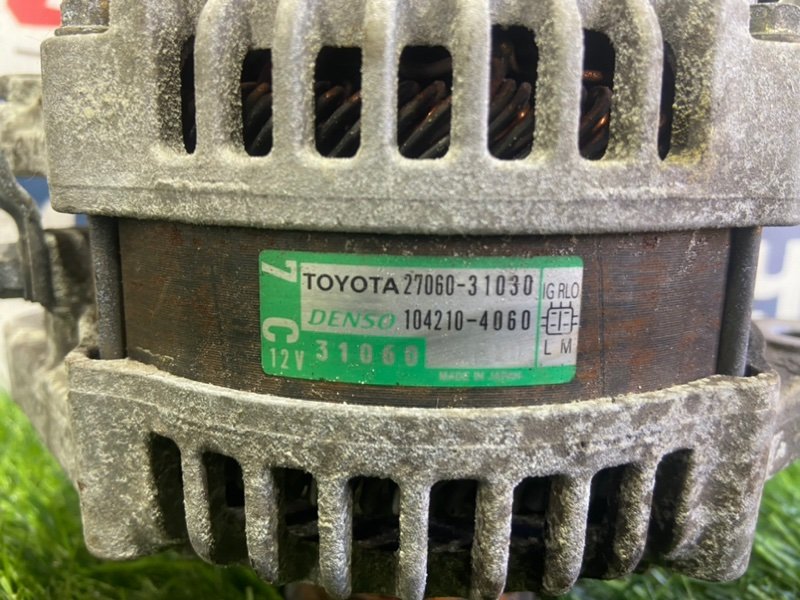 7 C
TOYOTA 27060-31030
DENSO 104210-4060
12V 31060
IG RLO
L M
MADE IN JAPAN